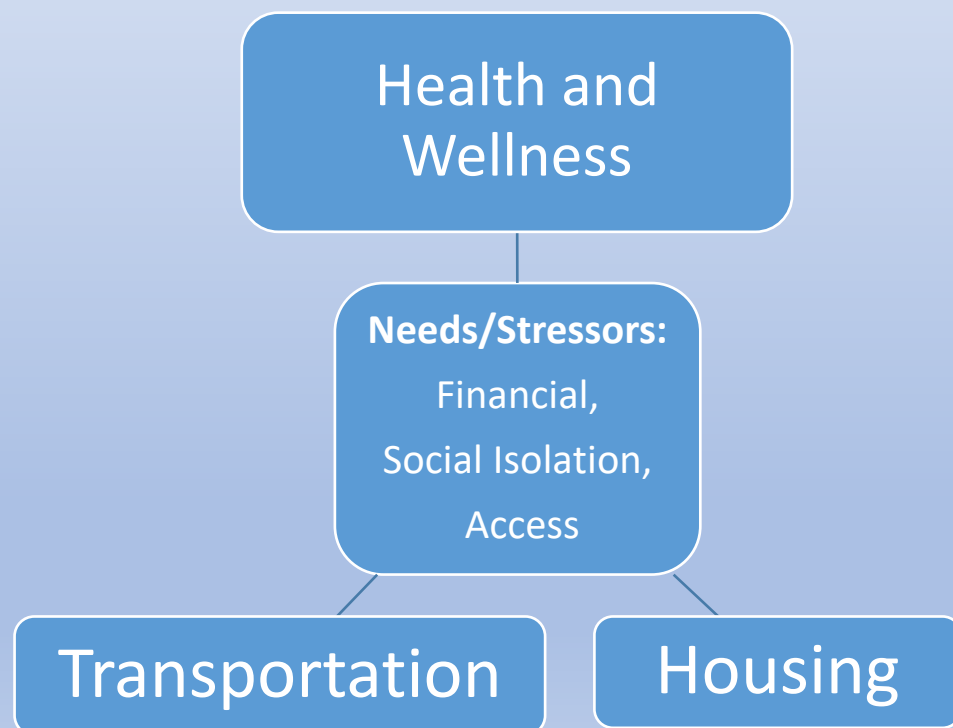 Health and
Wellness
Needs/Stressors:
Financial,
Social Isolation,
Access
Transportation
Housing